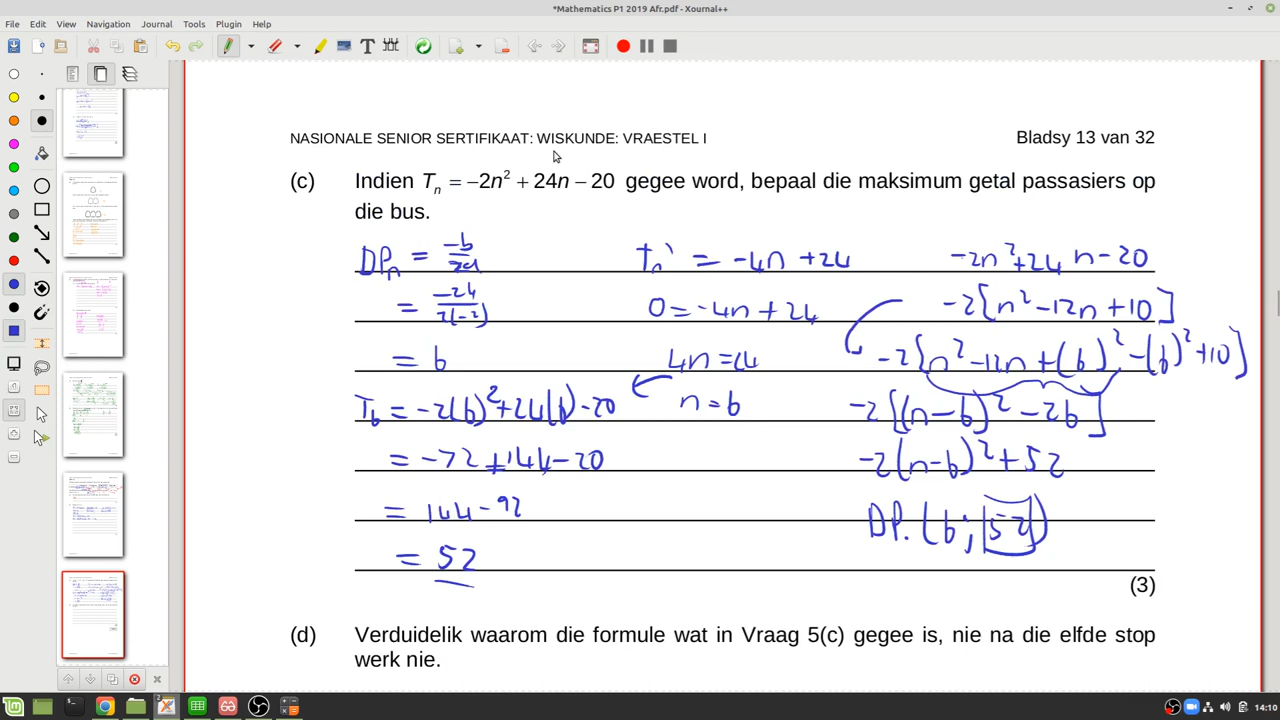 *Mathematics P1 2019 Afr.pdf - Xournal++
File Edit View Navigation Journal Tools Plugin Help
NASIONALE SENIOR SERTIFIKAAT: WISKUNDE: VRAESTEL I Bladsy 13 van 32
(c) Indien Tₙ = −2n² + 24n − 20 gegee word, bepaal die maksimum getal passasiers op
die bus.
DPₙ = -b/2a Tₙ' = -4n + 24 -2n² + 24 n - 20
= -24/2(-2) 0 = -4n + 24 -2[n² - 12n + 10]
= 6 4n = 24 -2[n² - 12n + (6)² - (6)² + 10]
T₆ = -2(6)² + 24(6) - 20 n = 6 -2[(n - 6)² - 26]
= -72 + 144 - 20 -2(n - 6)² + 52
= 144 - 92 DP. (6; 52)
= 52
(3)
(d) Verduidelik waarom die formule wat in Vraag 5(c) gegee is, nie na die elfde stop
werk nie.
14:10